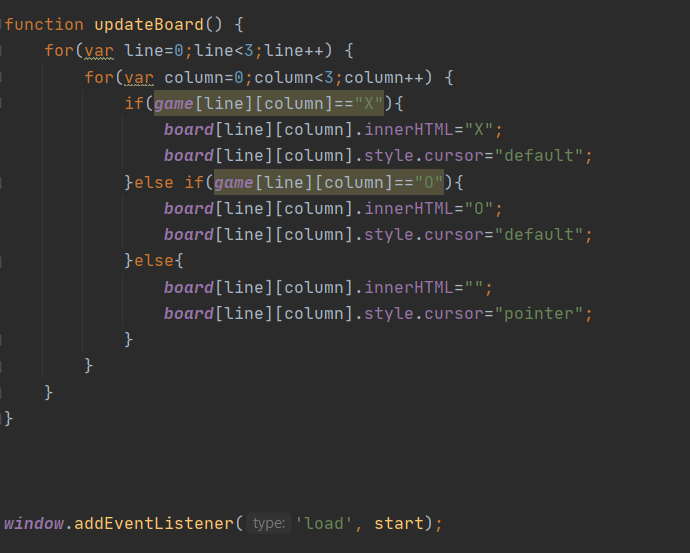 function updateBoard() {
    for(var line=0;line<3;line++) {
        for(var column=0;column<3;column++) {
            if(game[line][column]=="X"){
                board[line][column].innerHTML="X";
                board[line][column].style.cursor="default";
            }else if(game[line][column]=="O"){
                board[line][column].innerHTML="O";
                board[line][column].style.cursor="default";
            }else{
                board[line][column].innerHTML="";
                board[line][column].style.cursor="pointer";
            }
        }
    }
}
window.addEventListener( type: 'load', start);